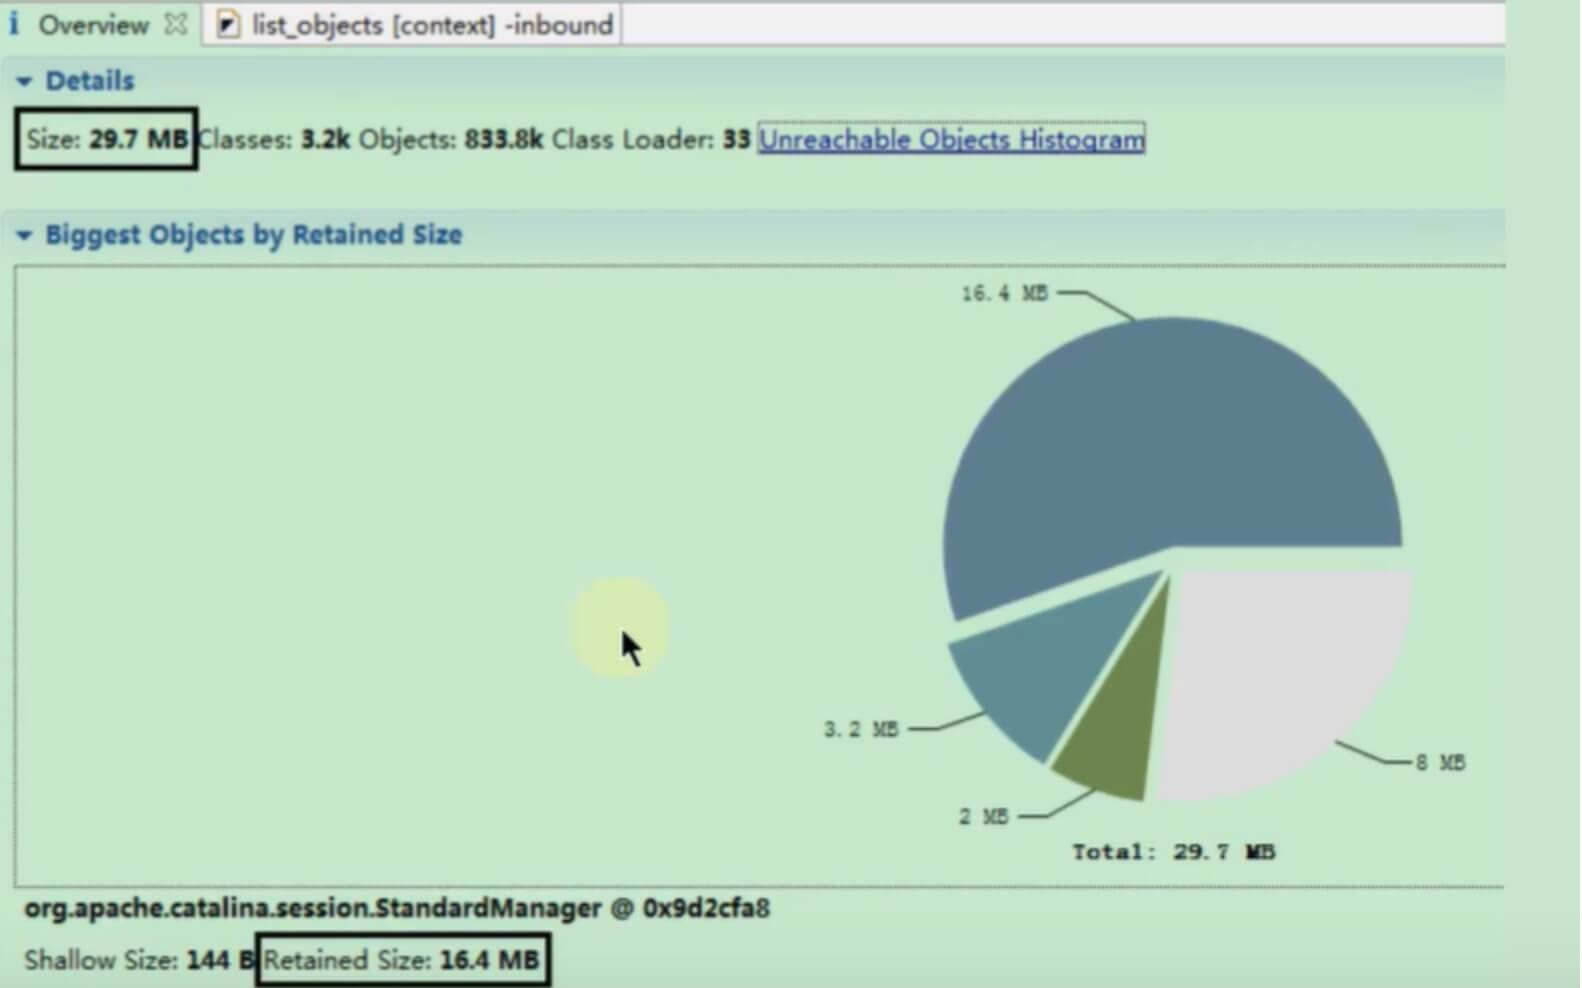 i Overview list_objects [context] -inbound
Details
Size: 29.7 MB Classes: 3.2k Objects: 833.8k Class Loader: 33 Unreachable Objects Histogram
Biggest Objects by Retained Size
16.4 MB
3.2 MB
8 MB
2 MB
Total: 29.7 MB
org.apache.catalina.session.StandardManager @ 0x9d2cfa8
Shallow Size: 144 B Retained Size: 16.4 MB